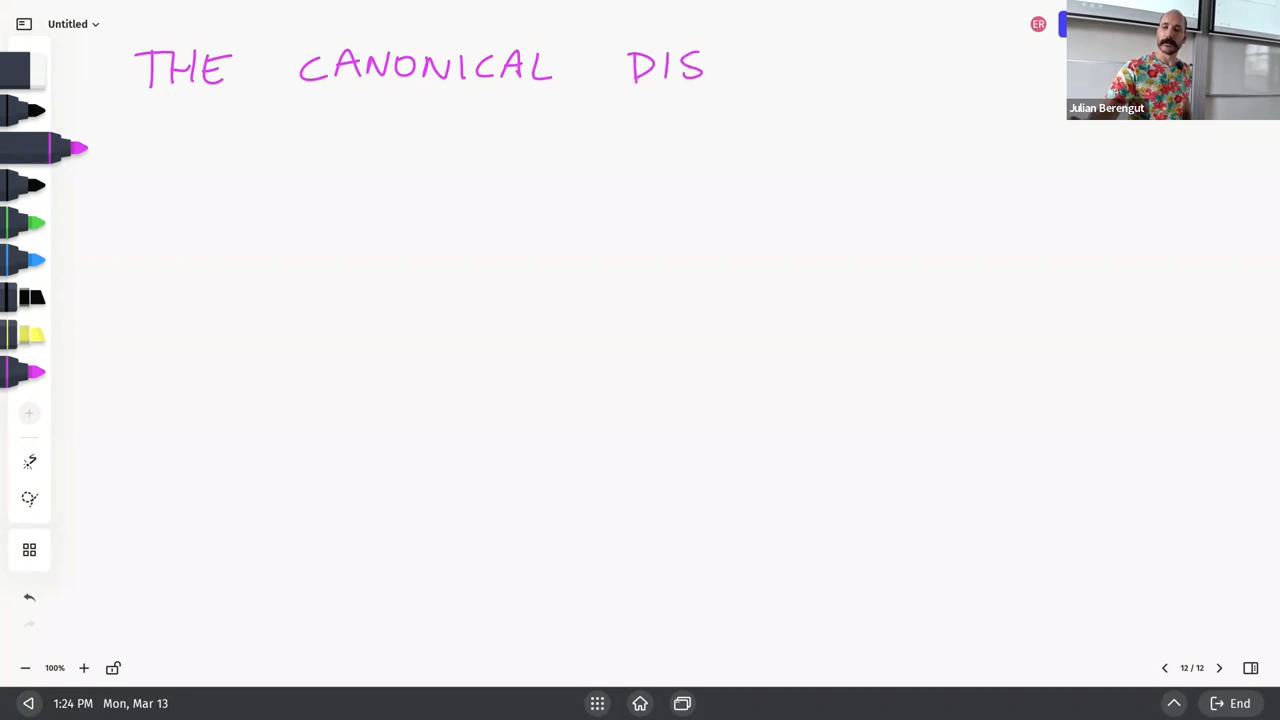 Untitled
ER
THE CANONICAL DIS
Julian Berengut
100%
12 / 12
1:24 PM Mon, Mar 13
End